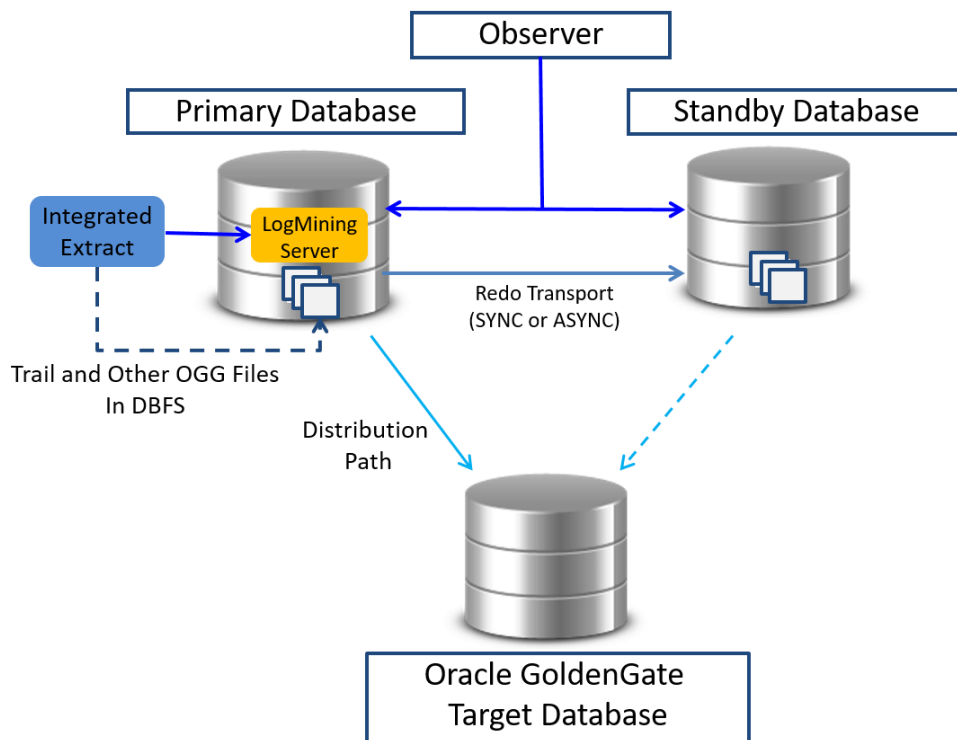 Observer
Primary Database
Standby Database
Integrated
Extract
LogMining
Server
Redo Transport
(SYNC or ASYNC)
Trail and Other OGG Files
In DBFS
Distribution
Path
Oracle GoldenGate
Target Database